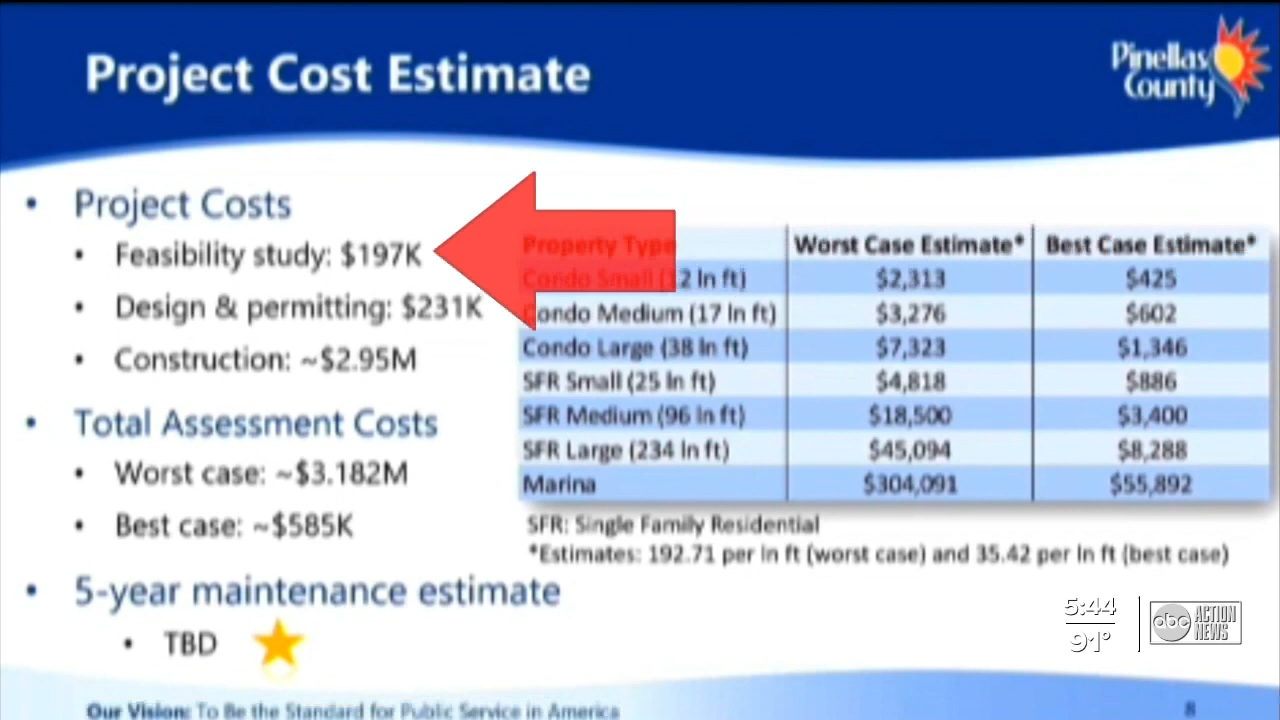 Project Cost Estimate
Pinellas
County
• Project Costs
• Feasibility study: $197K
• Design & permitting: $231K
• Construction: ~$2.95M
• Total Assessment Costs
• Worst case: ~$3.182M
• Best case: ~$585K
• 5-year maintenance estimate
• TBD
Property Type Worst Case Estimate* Best Case Estimate*
Condo Small (12 ln ft) $2,313 $425
Condo Medium (17 ln ft) $3,276 $602
Condo Large (38 ln ft) $7,323 $1,346
SFR Small (25 ln ft) $4,818 $886
SFR Medium (96 ln ft) $18,500 $3,400
SFR Large (234 ln ft) $45,094 $8,288
Marina $304,091 $55,892
SFR: Single Family Residential
*Estimates: 192.71 per ln ft (worst case) and 35.42 per ln ft (best case)
5:44
91°
abc ACTION
NEWS
Our Vision: To Be the Standard for Public Service in America
8